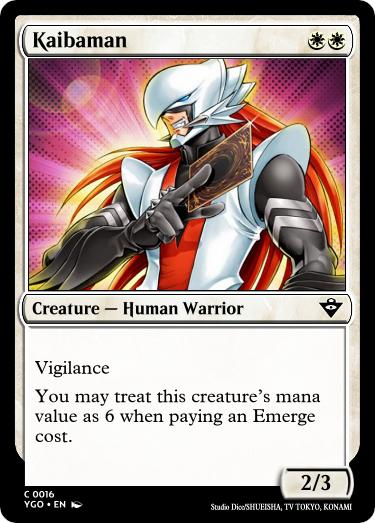 Kaibaman
Creature — Human Warrior
Vigilance
You may treat this creature's mana
value as 6 when paying an Emerge
cost.
2/3
C 0016
YGO • EN
Studio Dice/SHUEISHA, TV TOKYO, KONAMI